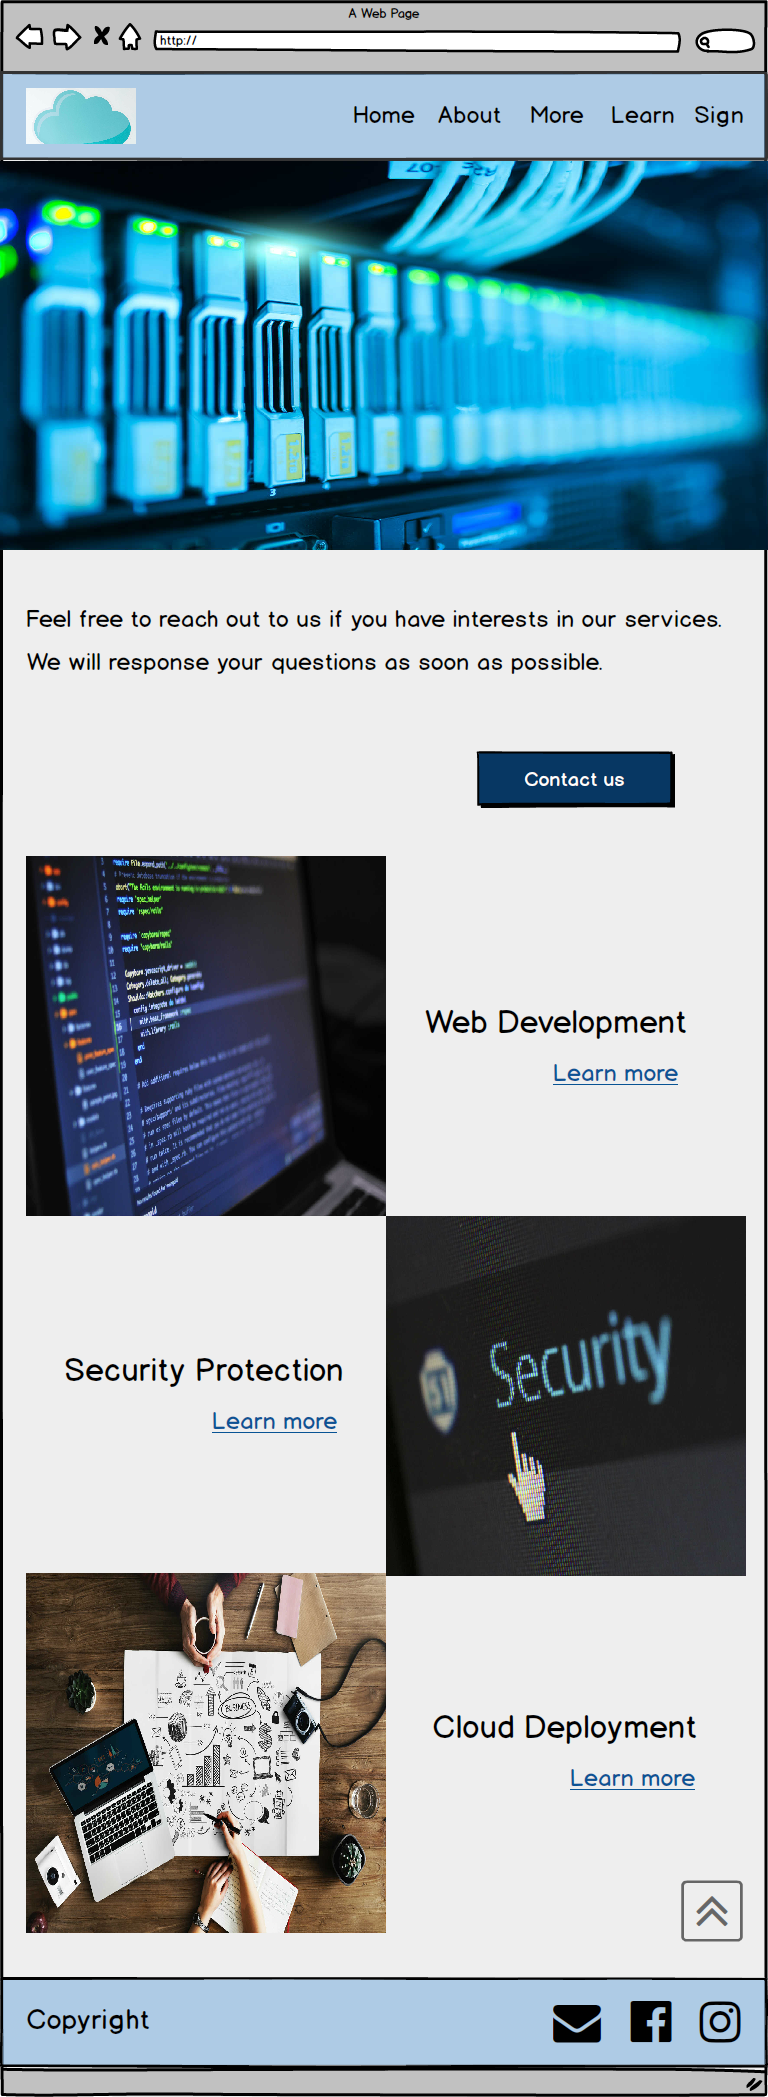 A Web Page
http://
Home About More Learn Sign
3
Feel free to reach out to us if you have interests in our services.
We will response your questions as soon as possible.
Contact us
Web Development
Learn more
Security Protection
Learn more
Security
BUSINESS
Cloud Deployment
Learn more
Copyright